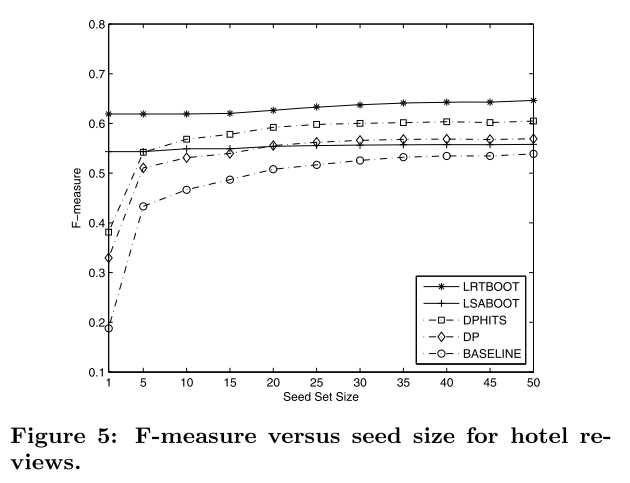 0.8
0.7
0.6
0.5
0.4
0.3
0.2
0.1
F−measure
1 5 10 15 20 25 30 35 40 45 50
Seed Set Size
LRTBOOT
LSABOOT
DPHITS
DP
BASELINE
Figure 5: F-measure versus seed size for hotel re-
views.